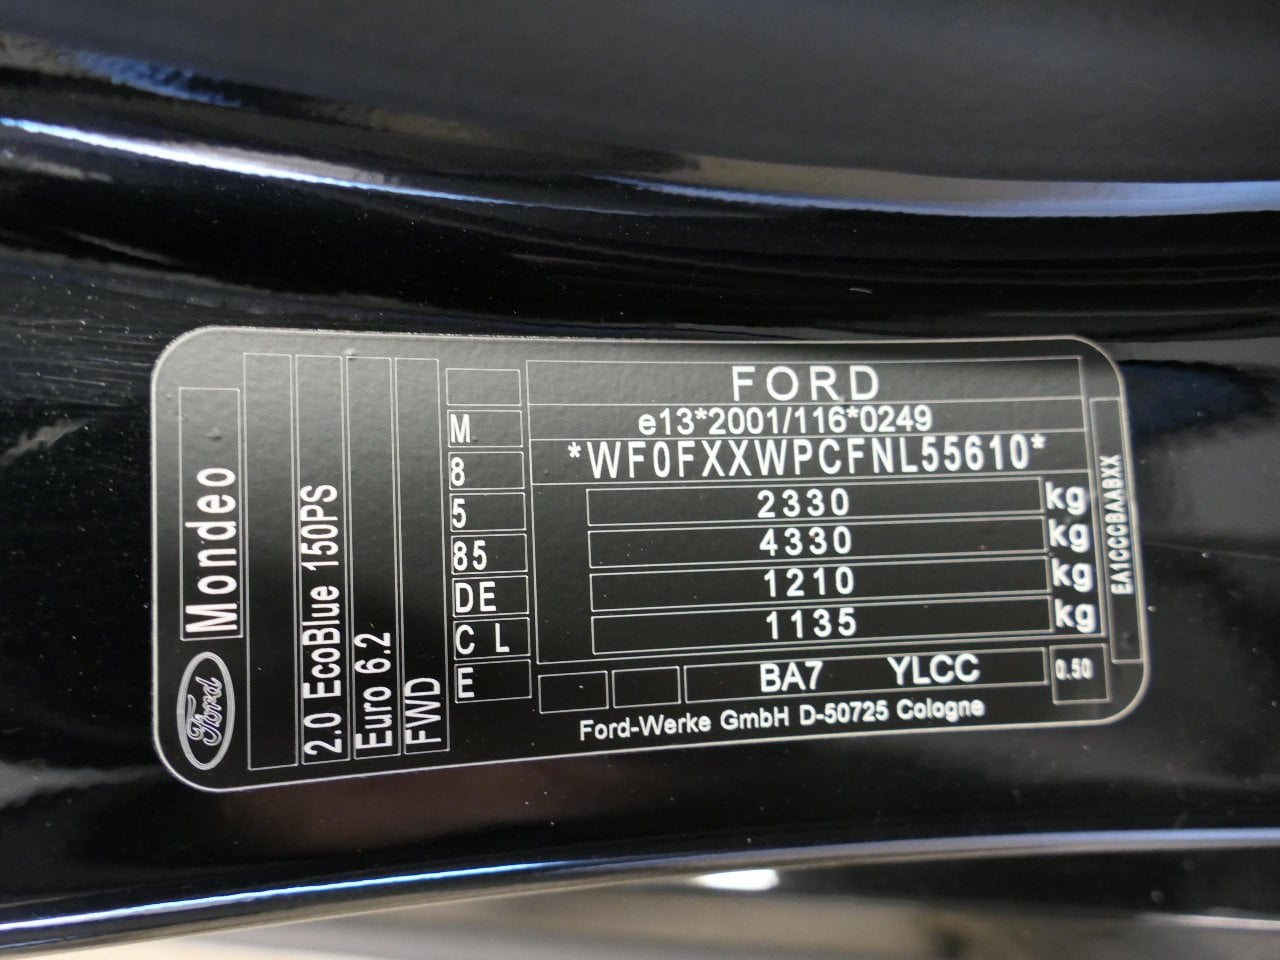 FORD
e13*2001/116*0249
*WF0FXXWPCFNL55610*
2330 kg
4330 kg
1210 kg
1135 kg
BA7 YLCC 0.50
Ford-Werke GmbH D-50725 Cologne
M
8
5
85
DE
C L
E
Ford Mondeo
2.0 EcoBlue 150PS
Euro 6.2
FWD
EA1CCCBAABXX